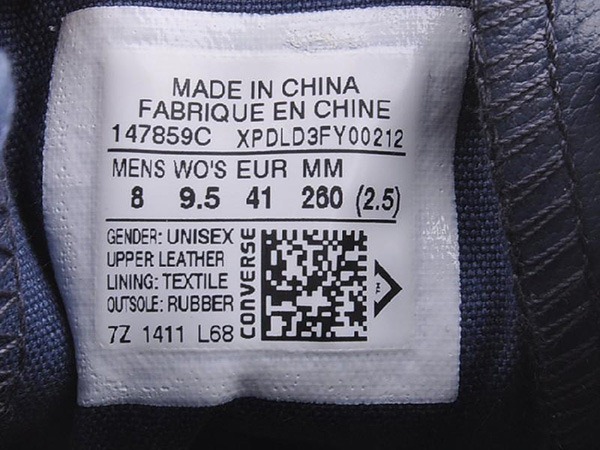 MADE IN CHINA
FABRIQUE EN CHINE
147859C XPDLD3FY00212
MENS WO'S EUR MM
8 9.5 41 260 (2.5)
GENDER: UNISEX
UPPER LEATHER
LINING: TEXTILE
OUTSOLE: RUBBER
7Z 1411 L68
CONVERSE
7